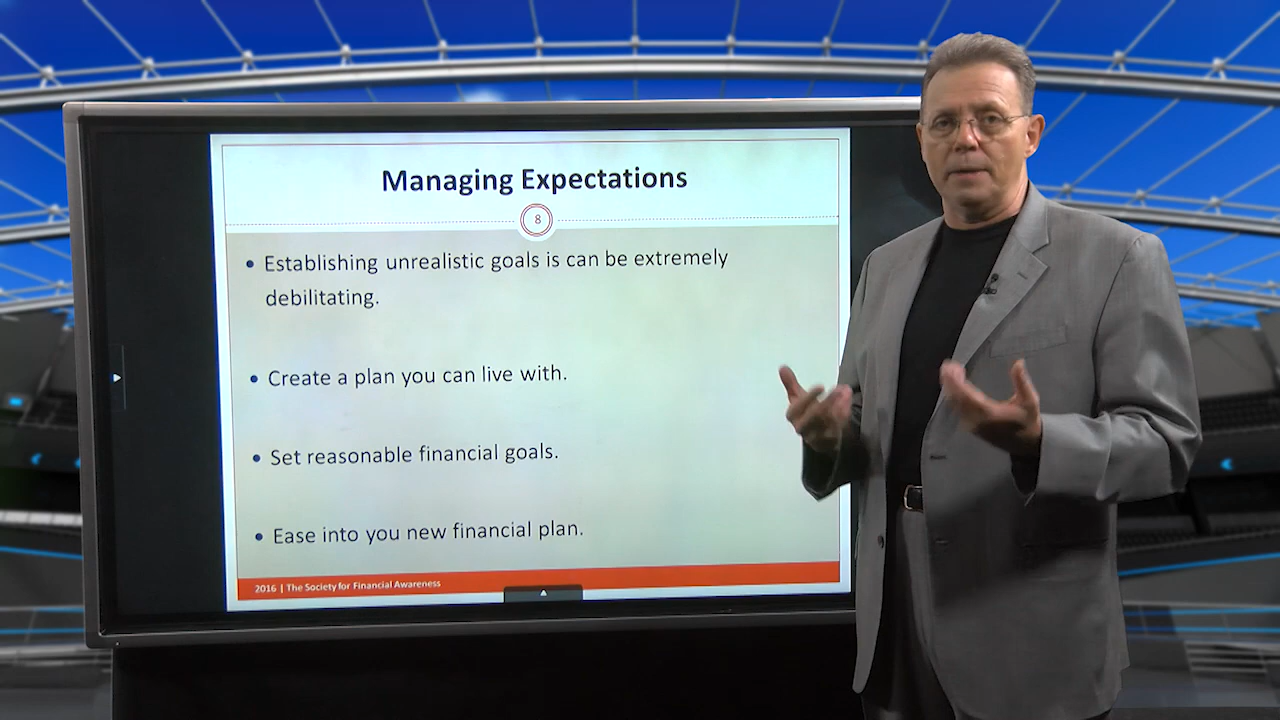 Managing Expectations
8
• Establishing unrealistic goals is can be extremely
debilitating.
• Create a plan you can live with.
• Set reasonable financial goals.
• Ease into you new financial plan.
2016 | The Society for Financial Awareness